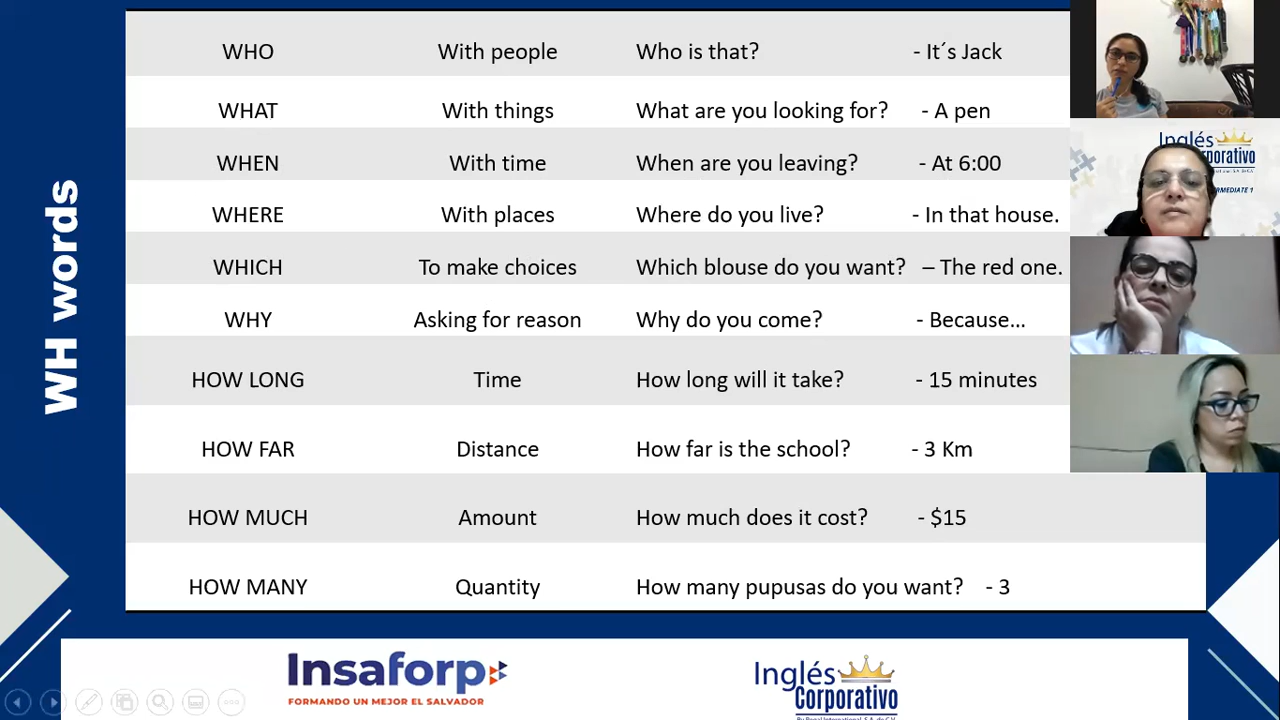 WH words
WHO With people Who is that? - It´s Jack
WHAT With things What are you looking for? - A pen
WHEN With time When are you leaving? - At 6:00
WHERE With places Where do you live? - In that house.
WHICH To make choices Which blouse do you want? – The red one.
WHY Asking for reason Why do you come? - Because...
HOW LONG Time How long will it take? - 15 minutes
HOW FAR Distance How far is the school? - 3 Km
HOW MUCH Amount How much does it cost? - $15
HOW MANY Quantity How many pupusas do you want? - 3
Inglés
Insaforp
FORMANDO UN MEJOR EL SALVADOR
Inglés
Corporativo